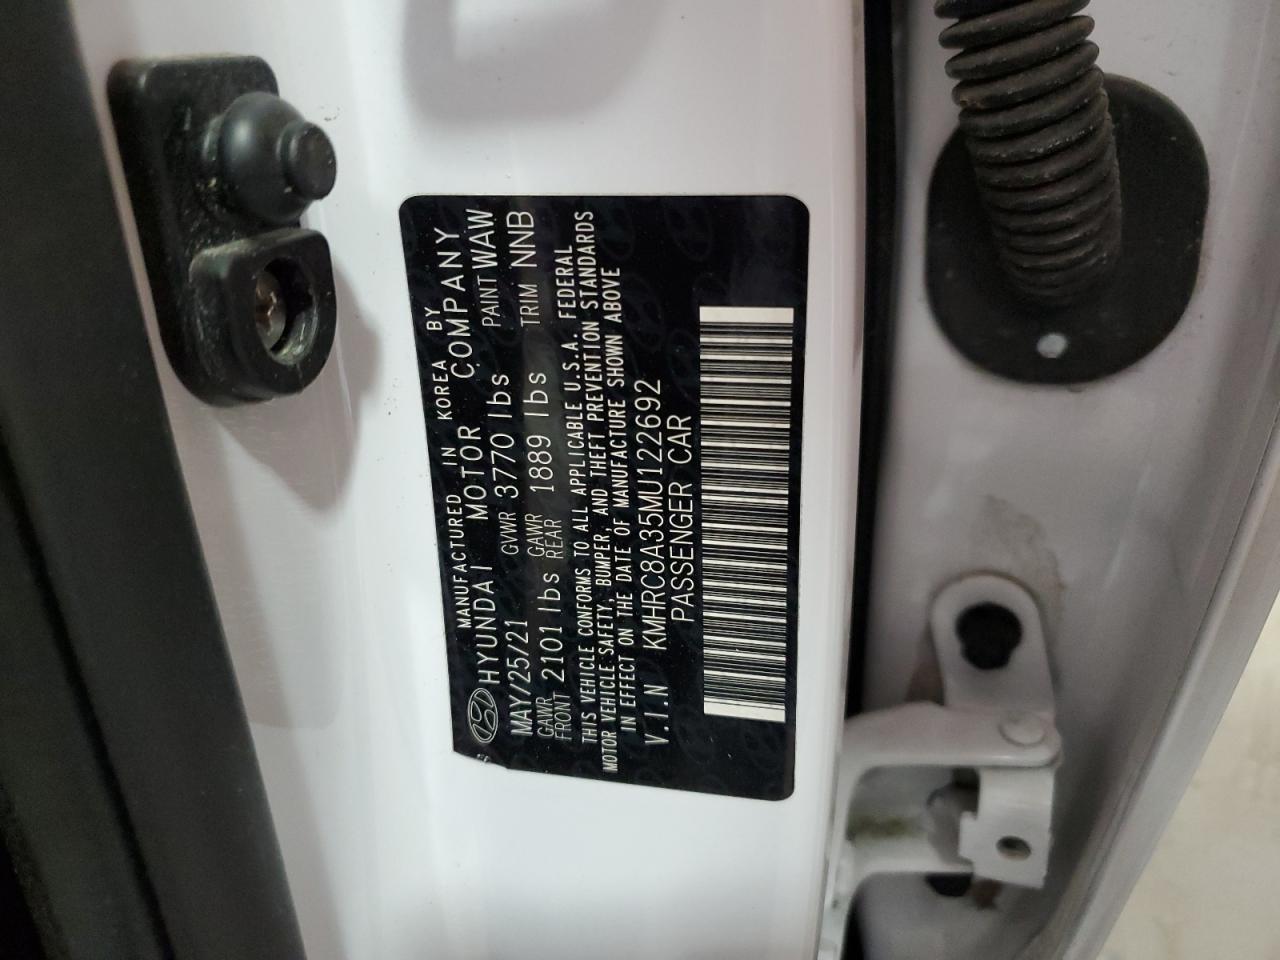 MANUFACTURED IN KOREA BY
HYUNDAI MOTOR COMPANY
MAY/25/21 GVWR 3770 lbs PAINT WAW
GAWR FRONT 2101 lbs GAWR REAR 1889 lbs TRIM NNB
THIS VEHICLE CONFORMS TO ALL APPLICABLE U.S.A. FEDERAL
MOTOR VEHICLE SAFETY, BUMPER, AND THEFT PREVENTION STANDARDS
IN EFFECT ON THE DATE OF MANUFACTURE SHOWN ABOVE
V.I.N KMHRC8A35MU122692
PASSENGER CAR